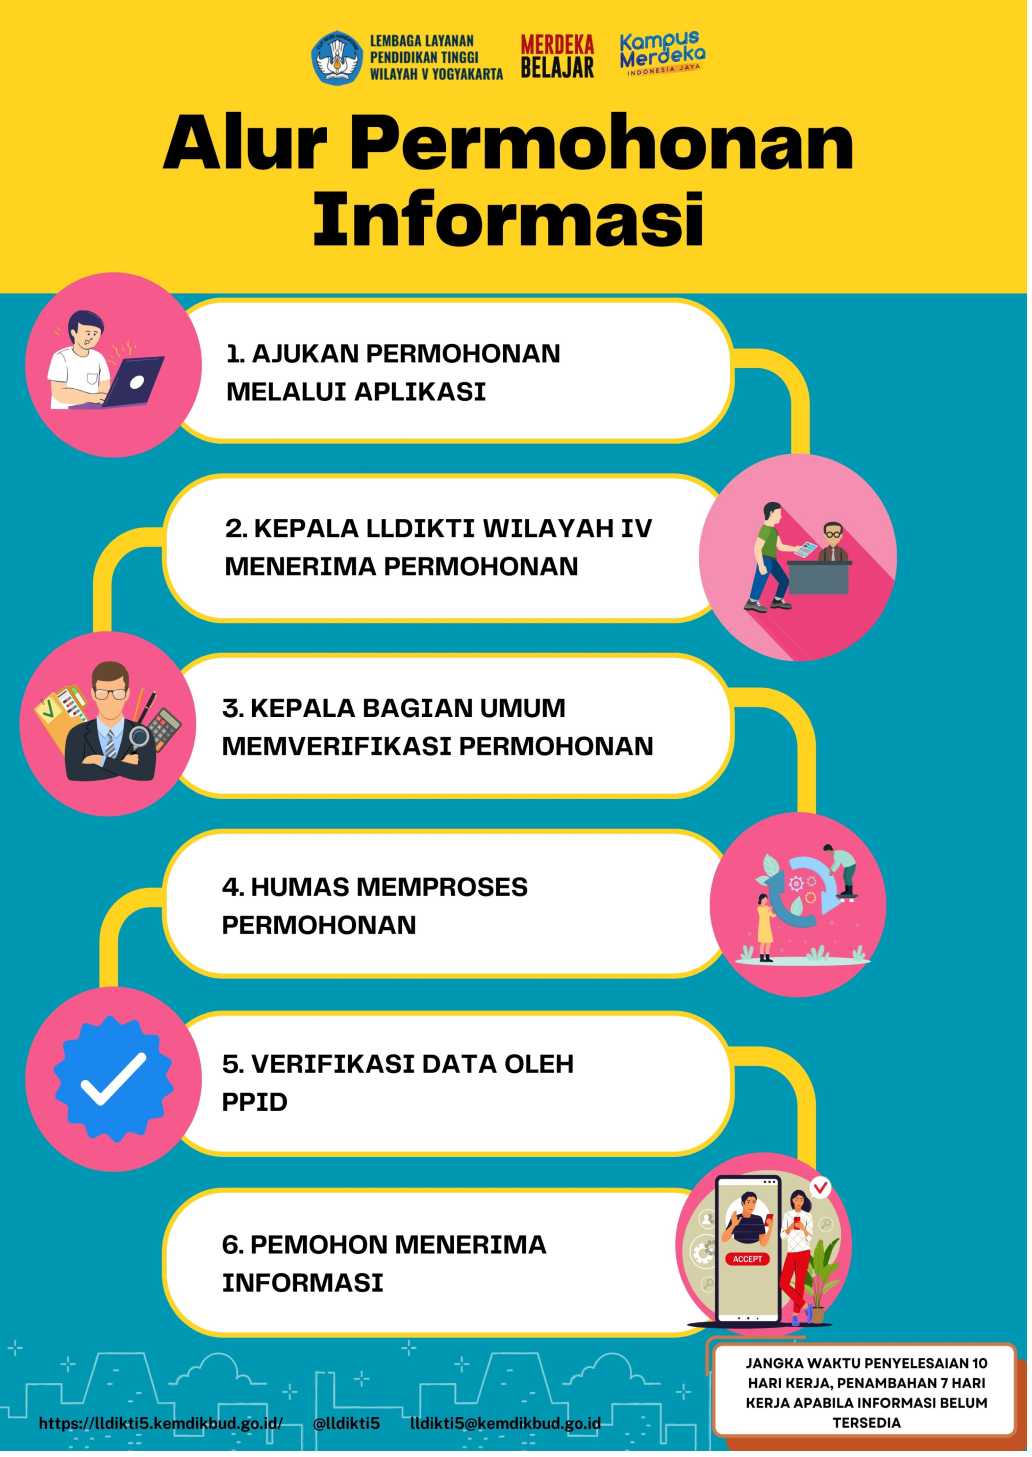 LEMBAGA LAYANAN
PENDIDIKAN TINGGI
WILAYAH V YOGYAKARTA
MERDEKA
BELAJAR
Kampus
Merdeka
INDONESIA JAYA
Alur Permohonan
Informasi
1. AJUKAN PERMOHONAN
MELALUI APLIKASI
2. KEPALA LLDIKTI WILAYAH IV
MENERIMA PERMOHONAN
3. KEPALA BAGIAN UMUM
MEMVERIFIKASI PERMOHONAN
4. HUMAS MEMPROSES
PERMOHONAN
5. VERIFIKASI DATA OLEH
PPID
6. PEMOHON MENERIMA
INFORMASI
ACCEPT
JANGKA WAKTU PENYELESAIAN 10
HARI KERJA, PENAMBAHAN 7 HARI
KERJA APABILA INFORMASI BELUM
TERSEDIA
https://lldikti5.kemdikbud.go.id/ @lldikti5 lldikti5@kemdikbud.go.id